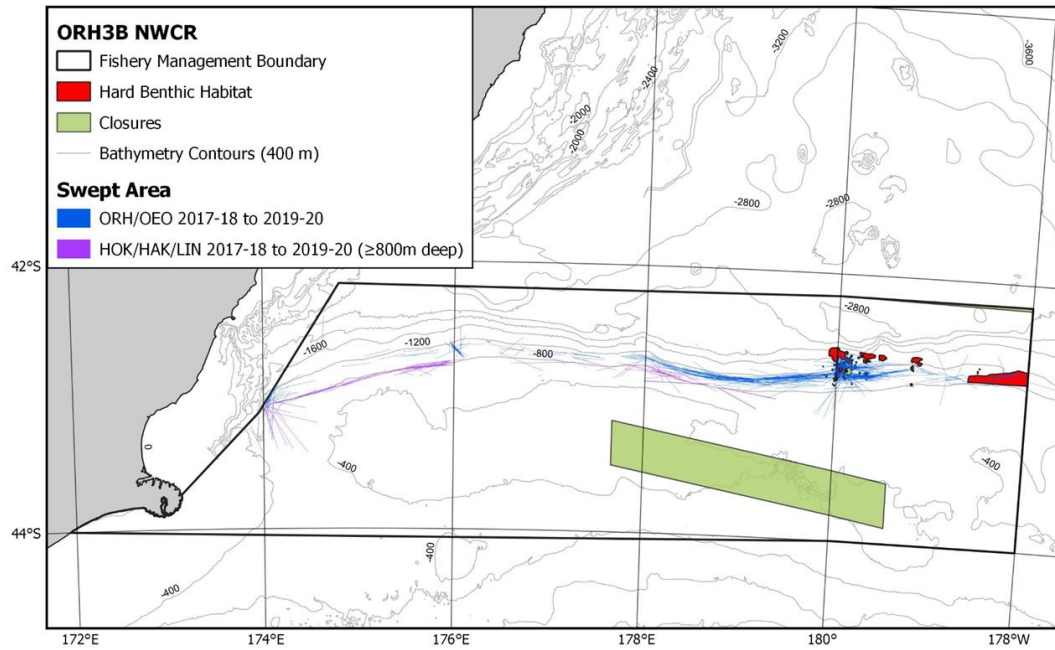 ORH3B NWCR
Fishery Management Boundary
Hard Benthic Habitat
Closures
Bathymetry Contours (400 m)
Swept Area
ORH/OEO 2017-18 to 2019-20
HOK/HAK/LIN 2017-18 to 2019-20 (≥800m deep)
-3200
-3600
-2400
-2000
-2000
-2800
-2800
42°S
-2800
-1600
-1200
-800
0
-400
-400
44°S
-400
-400
172°E
174°E
176°E
178°E
180°
178°W